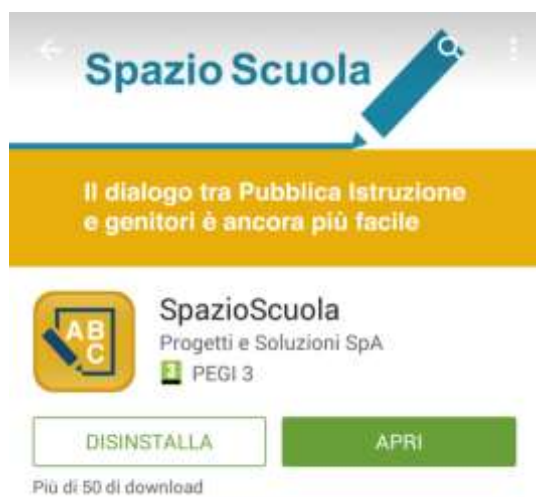 Spazio Scuola
Il dialogo tra Pubblica Istruzione
e genitori è ancora più facile
AB
C
SpazioScuola
Progetti e Soluzioni SpA
3 PEGI 3
DISINSTALLA
APRI
Più di 50 di download